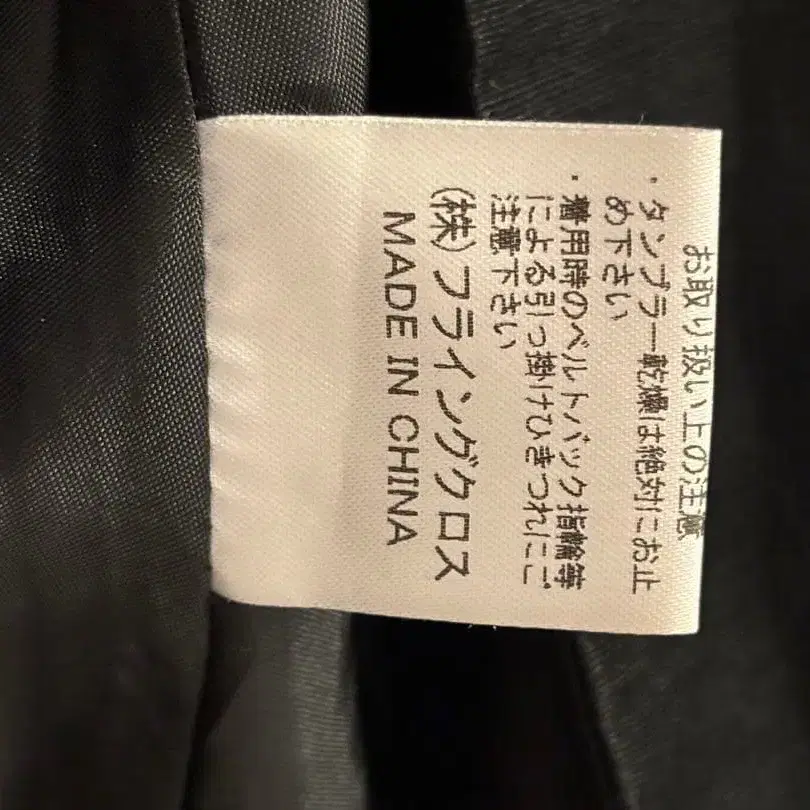 お取り扱い上の注意
・タンブラー乾燥は絶対にお止
め下さい
・着用時のベルトバック指輪等
による引っ掛けひきつれにご
注意下さい
(株)フライングクロス
MADE IN CHINA